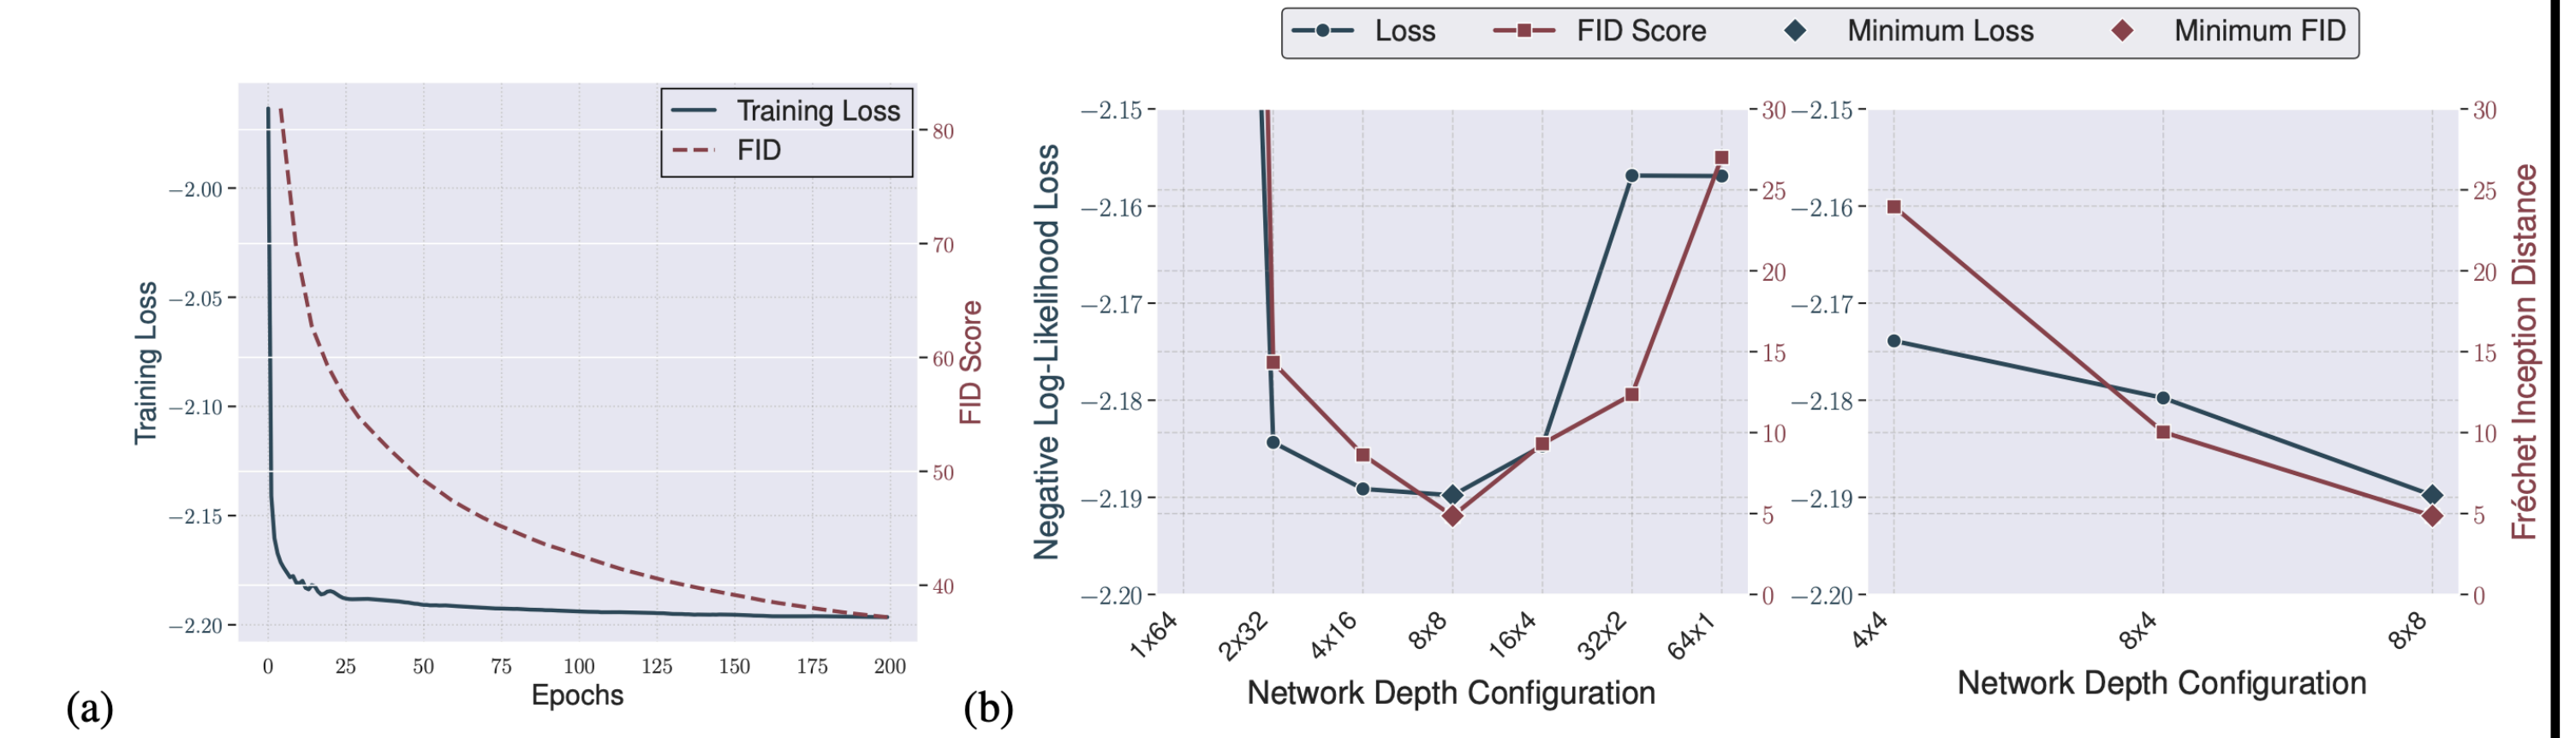 Training Loss
FID
−2.00
−2.05
−2.10
−2.15
−2.20
Training Loss
80
70
60
50
40
FID Score
0 25 50 75 100 125 150 175 200
Epochs
(a)
Loss FID Score Minimum Loss Minimum FID
−2.15
−2.16
−2.17
−2.18
−2.19
−2.20
Negative Log-Likelihood Loss
30
25
20
15
10
5
0
1x64 2x32 4x16 8x8 16x4 32x2 64x1
Network Depth Configuration
(b)
−2.15
−2.16
−2.17
−2.18
−2.19
−2.20
30
25
20
15
10
5
0
Fréchet Inception Distance
4x4 8x4 8x8
Network Depth Configuration